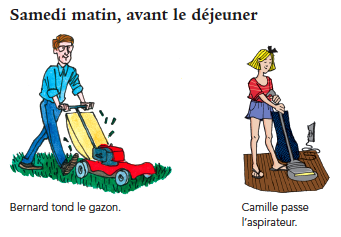 Samedi matin, avant le déjeuner
Bernard tond le gazon.
Camille passe
l'aspirateur.